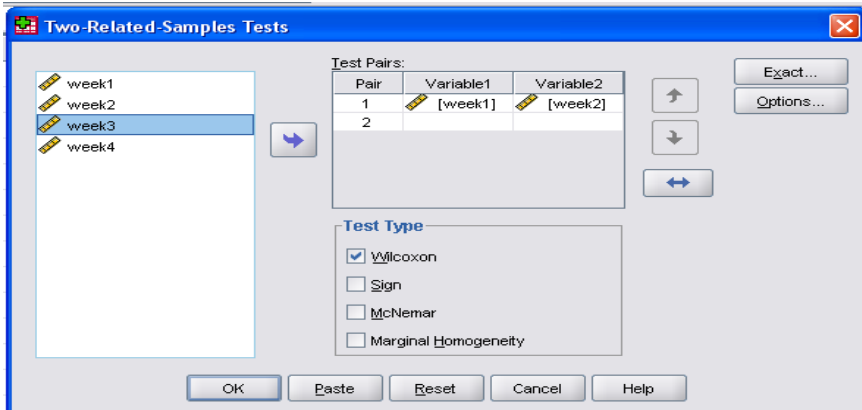 Two-Related-Samples Tests
week1
week2
week3
week4
Test Pairs:
Pair Variable1 Variable2
1 [week1] [week2]
2
Exact...
Options...
Test Type
Wilcoxon
Sign
McNemar
Marginal Homogeneity
OK Paste Reset Cancel Help